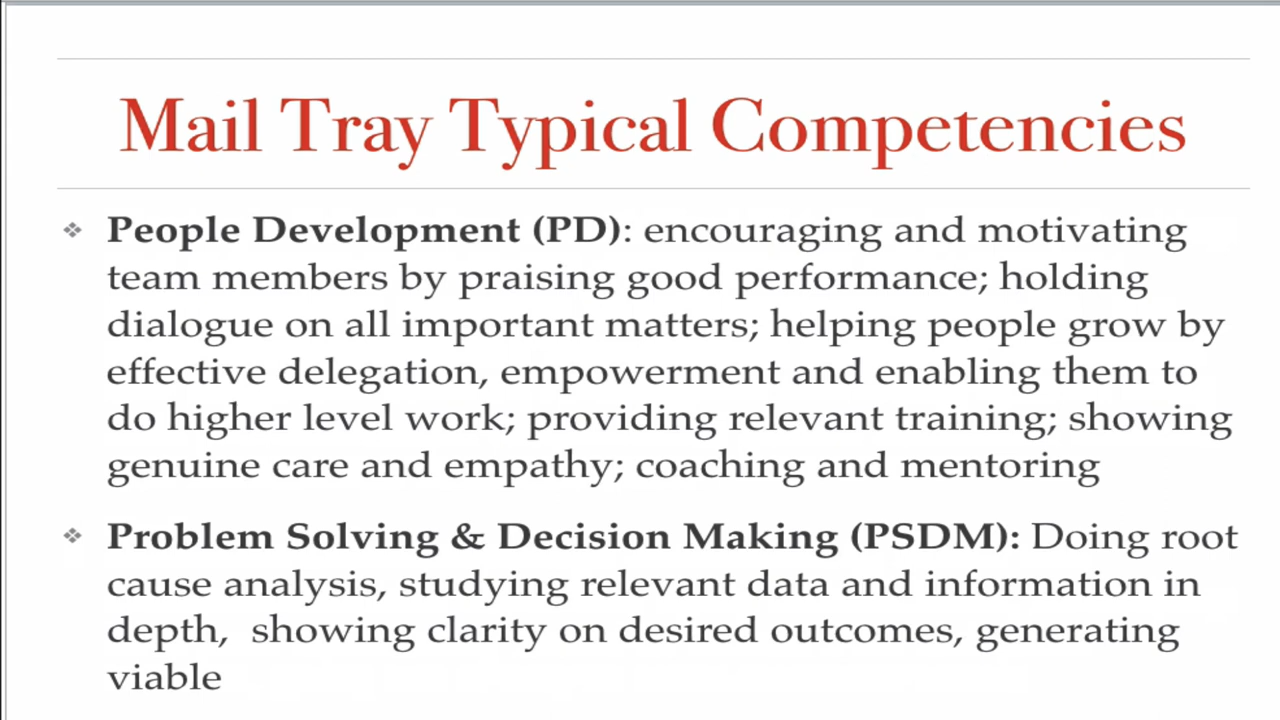 Mail Tray Typical Competencies
❖ People Development (PD): encouraging and motivating
team members by praising good performance; holding
dialogue on all important matters; helping people grow by
effective delegation, empowerment and enabling them to
do higher level work; providing relevant training; showing
genuine care and empathy; coaching and mentoring
❖ Problem Solving & Decision Making (PSDM): Doing root
cause analysis, studying relevant data and information in
depth,  showing clarity on desired outcomes, generating
viable